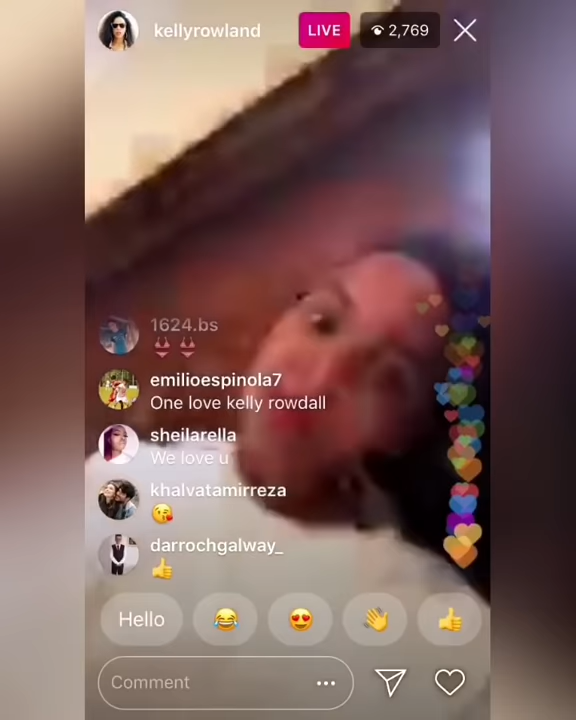 kellyrowland
LIVE
2,769
1624.bs
emilioespinola7
One love kelly rowdall
sheilarella
We love u
khalvatamirreza
darrochgalway_
Hello
Comment